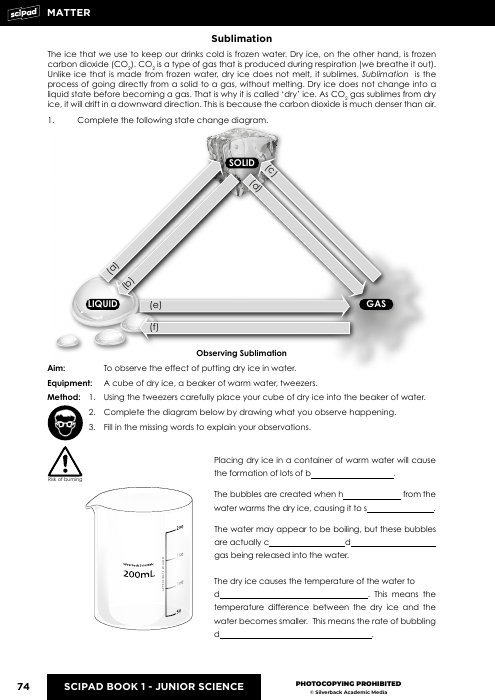 scipad MATTER
Sublimation
The ice that we use to keep our drinks cold is frozen water. Dry ice, on the other hand, is frozen
carbon dioxide (CO2). CO2 is a type of gas that is produced during respiration (we breathe it out).
Unlike ice that is made from frozen water, dry ice does not melt, it sublimes. Sublimation is the
process of going directly from a solid to a gas, without melting. Dry ice does not change into a
liquid state before becoming a gas. That is why it is called 'dry' ice. As CO2 gas sublimes from dry
ice, it will drift in a downward direction. This is because the carbon dioxide is much denser than air.
1. Complete the following state change diagram.
SOLID
(c)
(d)
(a)
(b)
LIQUID
(e)
GAS
(f)
Observing Sublimation
Aim: To observe the effect of putting dry ice in water.
Equipment: A cube of dry ice, a beaker of warm water, tweezers.
Method: 1. Using the tweezers carefully place your cube of dry ice into the beaker of water.
2. Complete the diagram below by drawing what you observe happening.
3. Fill in the missing words to explain your observations.
Risk of burning
Placing dry ice in a container of warm water will cause
the formation of lots of b____________.
The bubbles are created when h____________ from the
water warms the dry ice, causing it to s____________.
The water may appear to be boiling, but these bubbles
are actually c____________d____________
gas being released into the water.
The dry ice causes the temperature of the water to
d____________. This means the
temperature difference between the dry ice and the
water becomes smaller. This means the rate of bubbling
d____________.
200
150
100
50
200mL
74 SCIPAD BOOK 1 - JUNIOR SCIENCE
PHOTOCOPYING PROHIBITED
© Silverback Academic Media